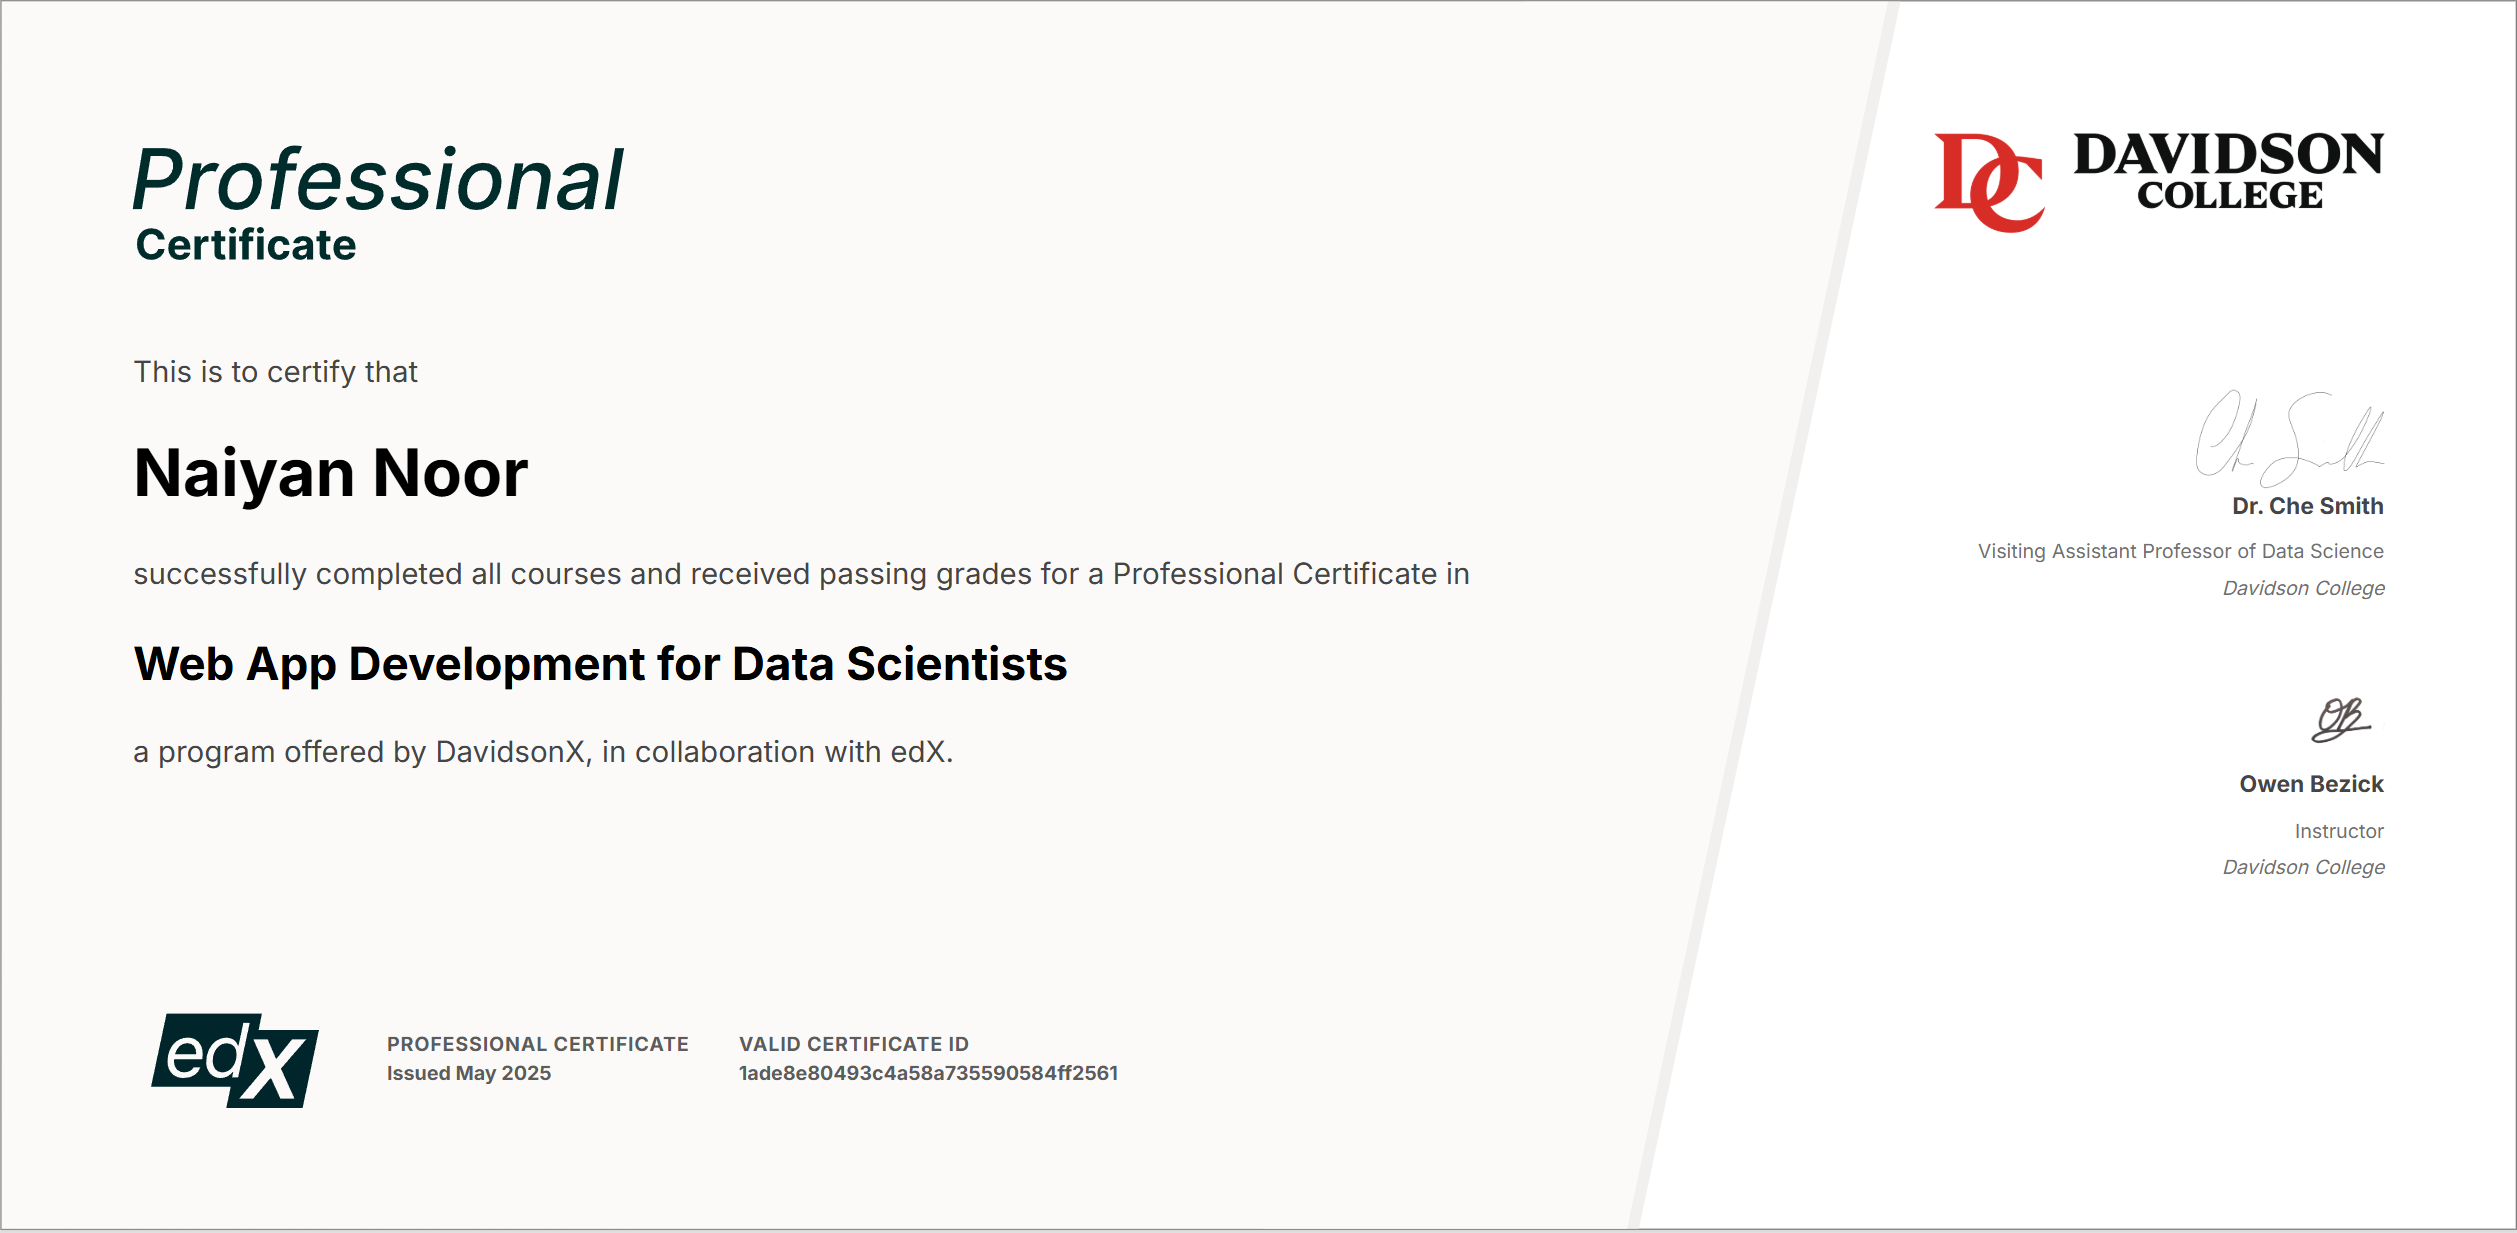 Professional
Certificate
This is to certify that
Naiyan Noor
successfully completed all courses and received passing grades for a Professional Certificate in
Web App Development for Data Scientists
a program offered by DavidsonX, in collaboration with edX.
edX
PROFESSIONAL CERTIFICATE
Issued May 2025
VALID CERTIFICATE ID
1ade8e80493c4a58a735590584ff2561
DC
DAVIDSON
COLLEGE
Che Smith
Dr. Che Smith
Visiting Assistant Professor of Data Science
Davidson College
OB
Owen Bezick
Instructor
Davidson College